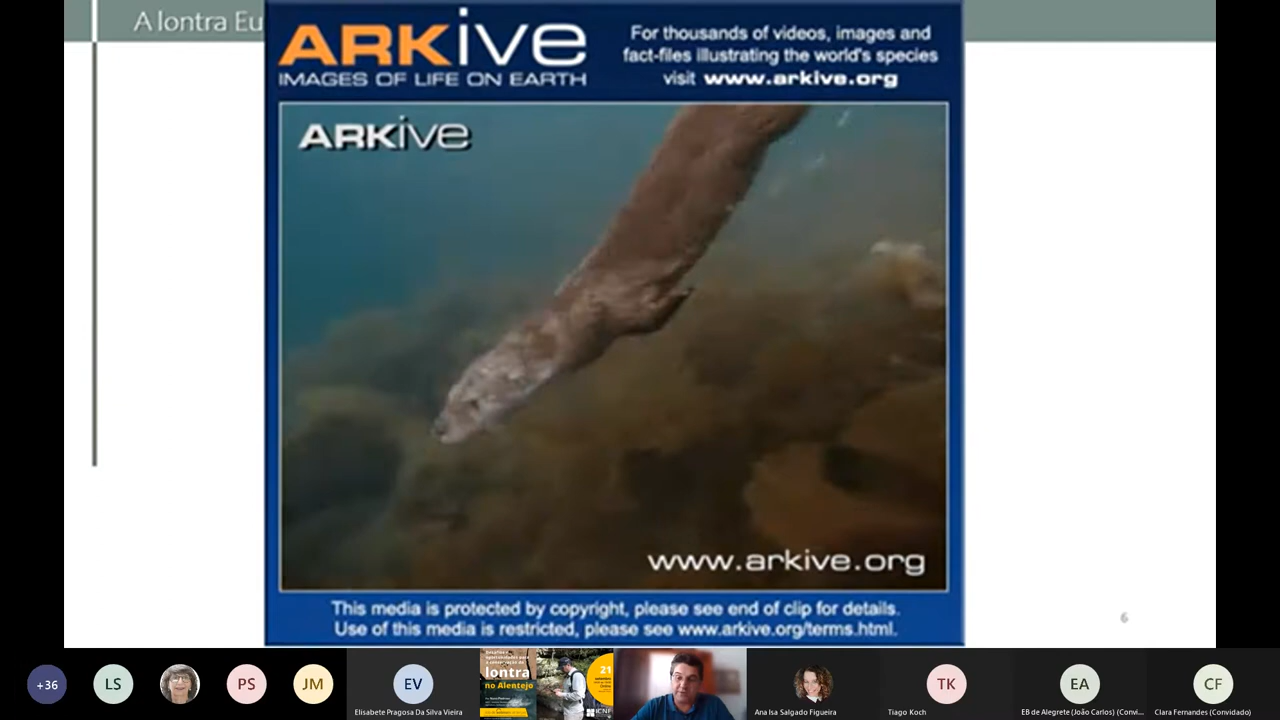 A lontra Eu
ARKive
IMAGES OF LIFE ON EARTH
For thousands of videos, images and
fact-files illustrating the world's species
visit www.arkive.org
ARKive
www.arkive.org
This media is protected by copyright, please see end of clip for details.
Use of this media is restricted, please see www.arkive.org/terms.html.
6
+36
LS
PS
JM
EV
Elisabete Pragosa Da Silva Vieira
lontra
no Alentejo
21
ICNF
Ana Isa Salgado Figueira
TK
Tiago Koch
EA
EB de Alegrete (João Carlos) (Convi...
CF
Clara Fernandes (Convidado)